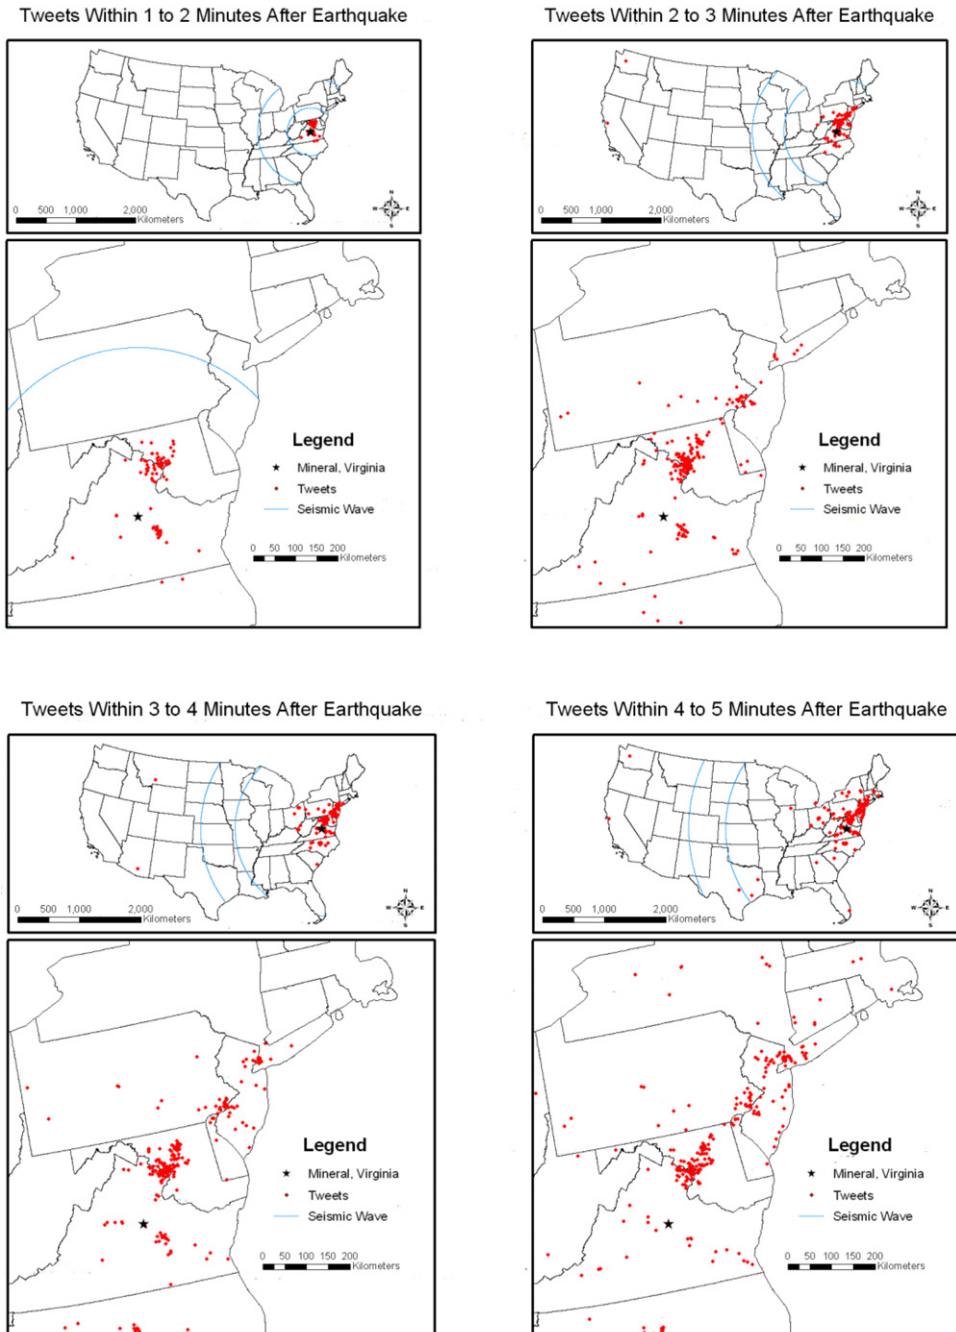 Tweets Within 1 to 2 Minutes After Earthquake
N
W E
S
0 500 1,000 2,000
Kilometers
Legend
Mineral, Virginia
Tweets
Seismic Wave
0 50 100 150 200
Kilometers
Tweets Within 2 to 3 Minutes After Earthquake
N
W E
S
0 500 1,000 2,000
Kilometers
Legend
Mineral, Virginia
Tweets
Seismic Wave
0 50 100 150 200
Kilometers
Tweets Within 3 to 4 Minutes After Earthquake
N
W E
S
0 500 1,000 2,000
Kilometers
Legend
Mineral, Virginia
Tweets
Seismic Wave
0 50 100 150 200
Kilometers
Tweets Within 4 to 5 Minutes After Earthquake
N
W E
S
0 500 1,000 2,000
Kilometers
Legend
Mineral, Virginia
Tweets
Seismic Wave
0 50 100 150 200
Kilometers